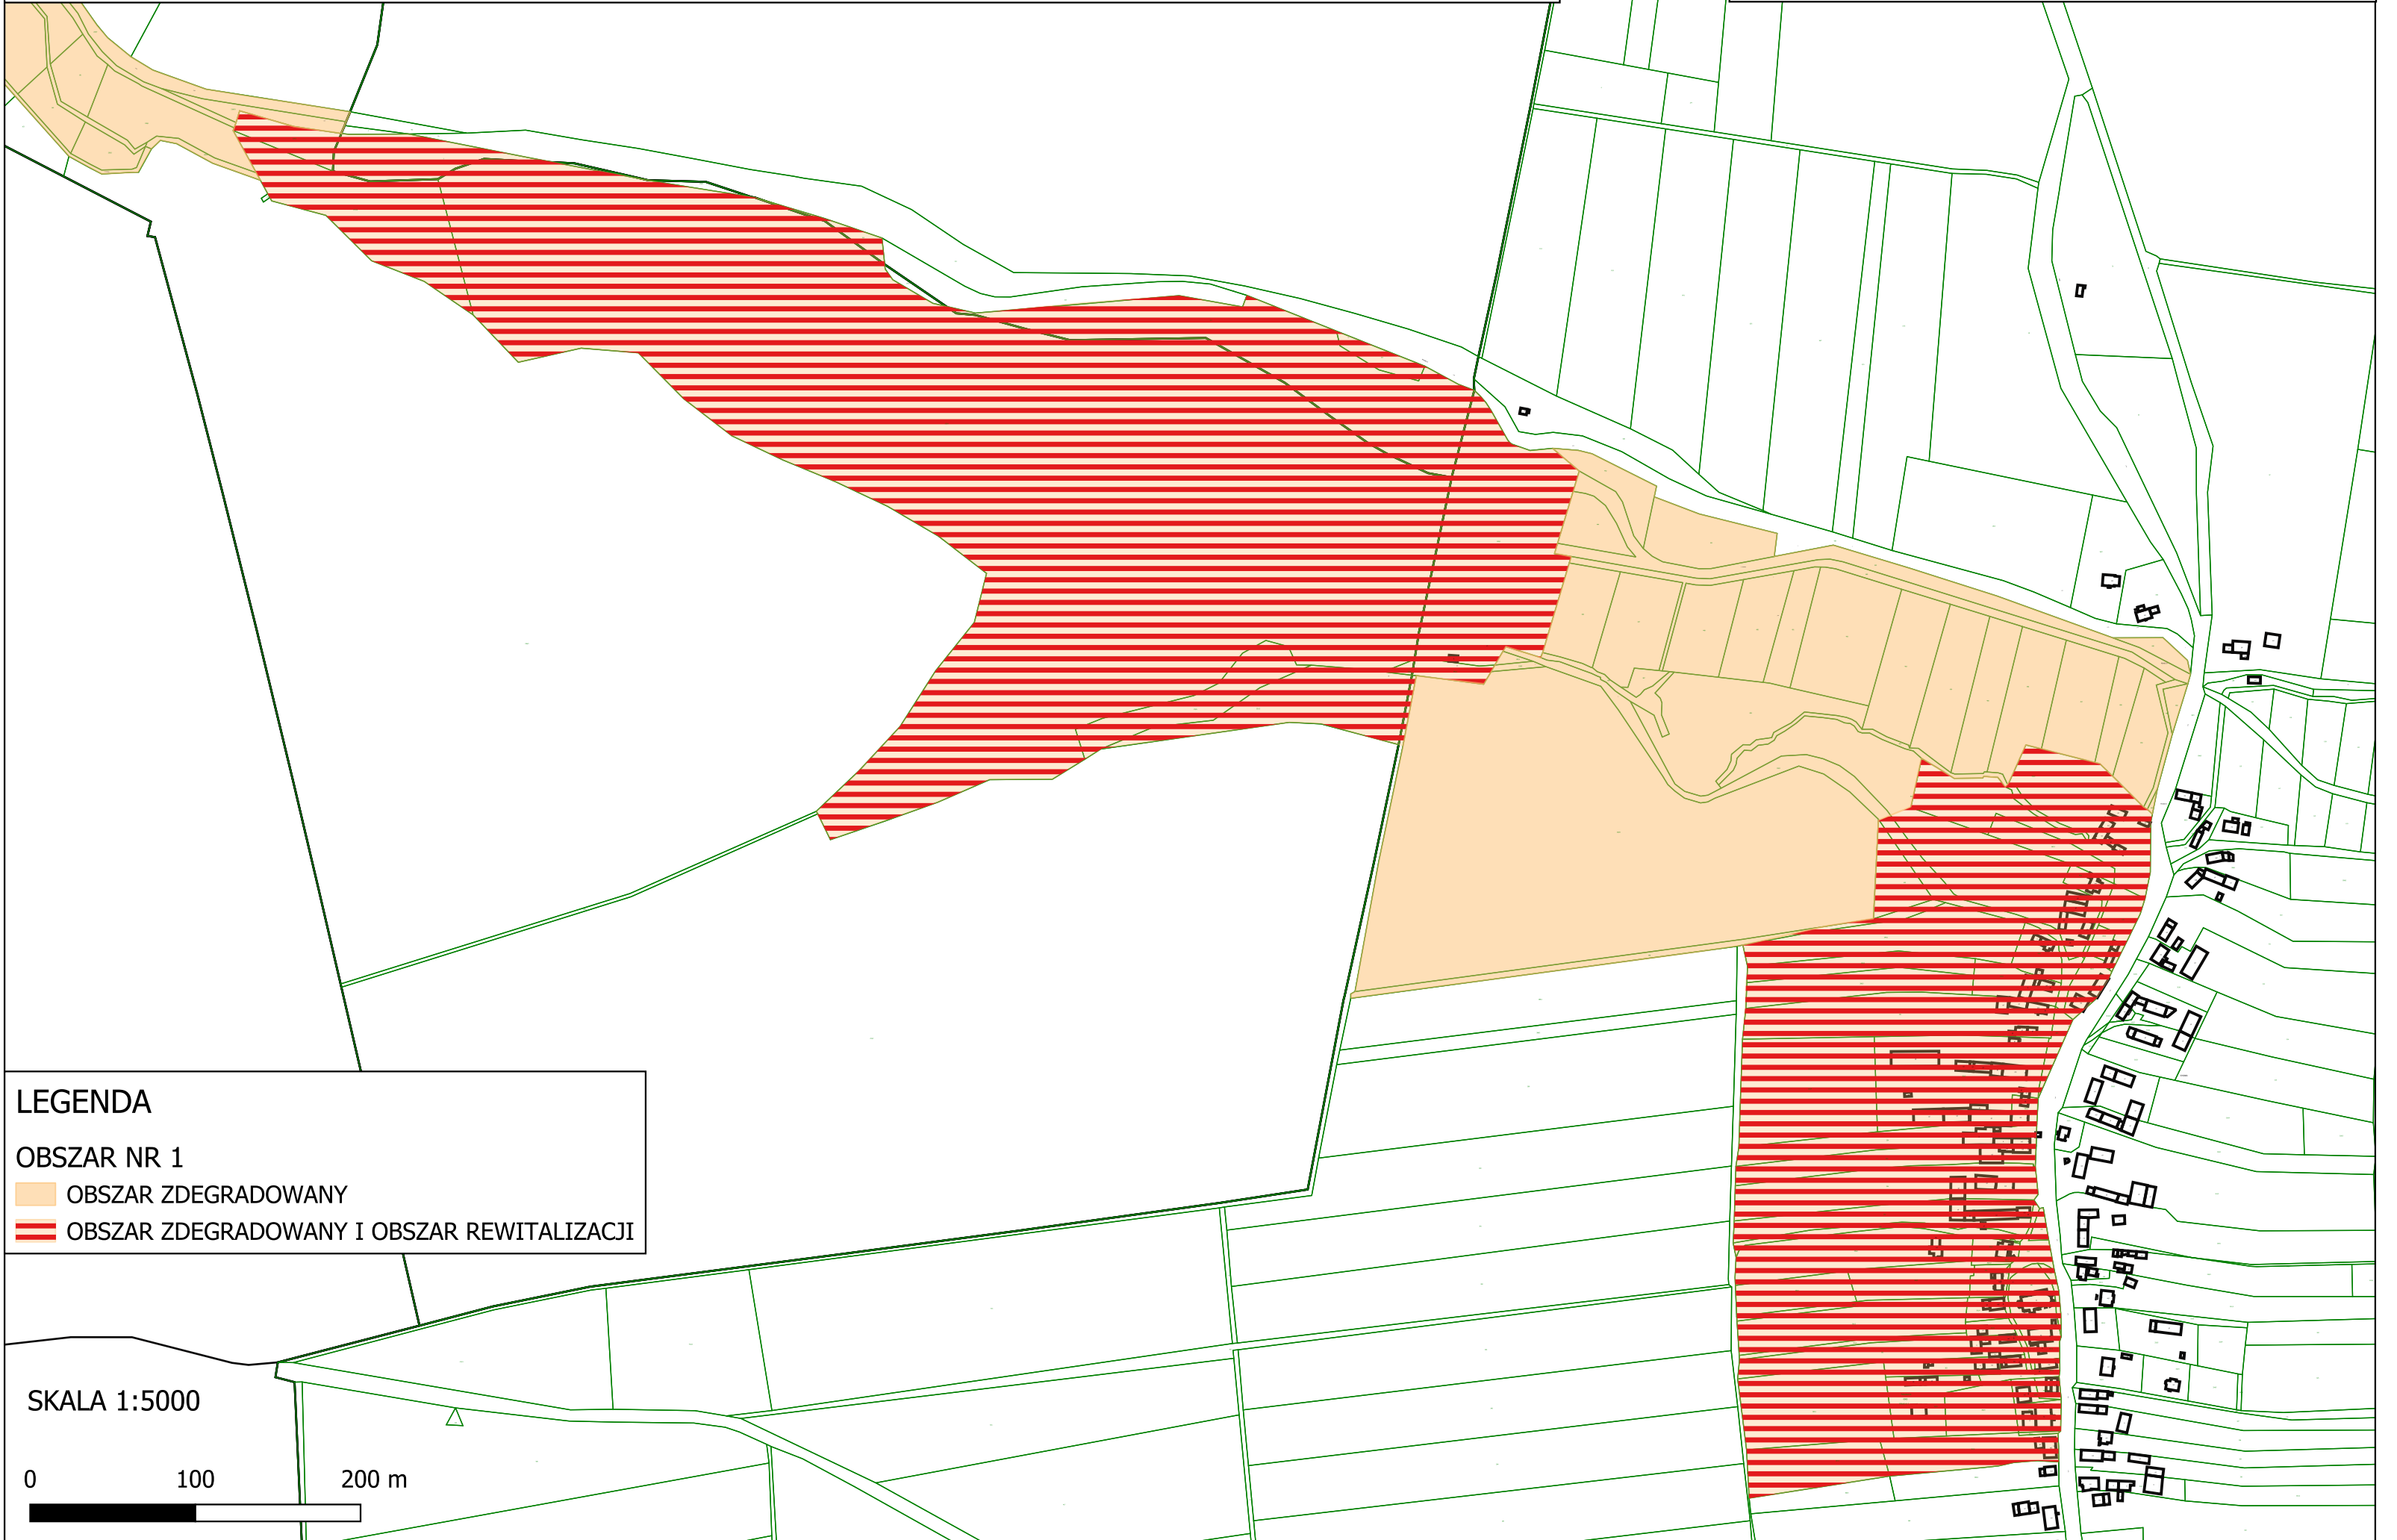 LEGENDA
OBSZAR NR 1
OBSZAR ZDEGRADOWANY
OBSZAR ZDEGRADOWANY I OBSZAR REWITALIZACJI
SKALA 1:5000
0 100 200 m